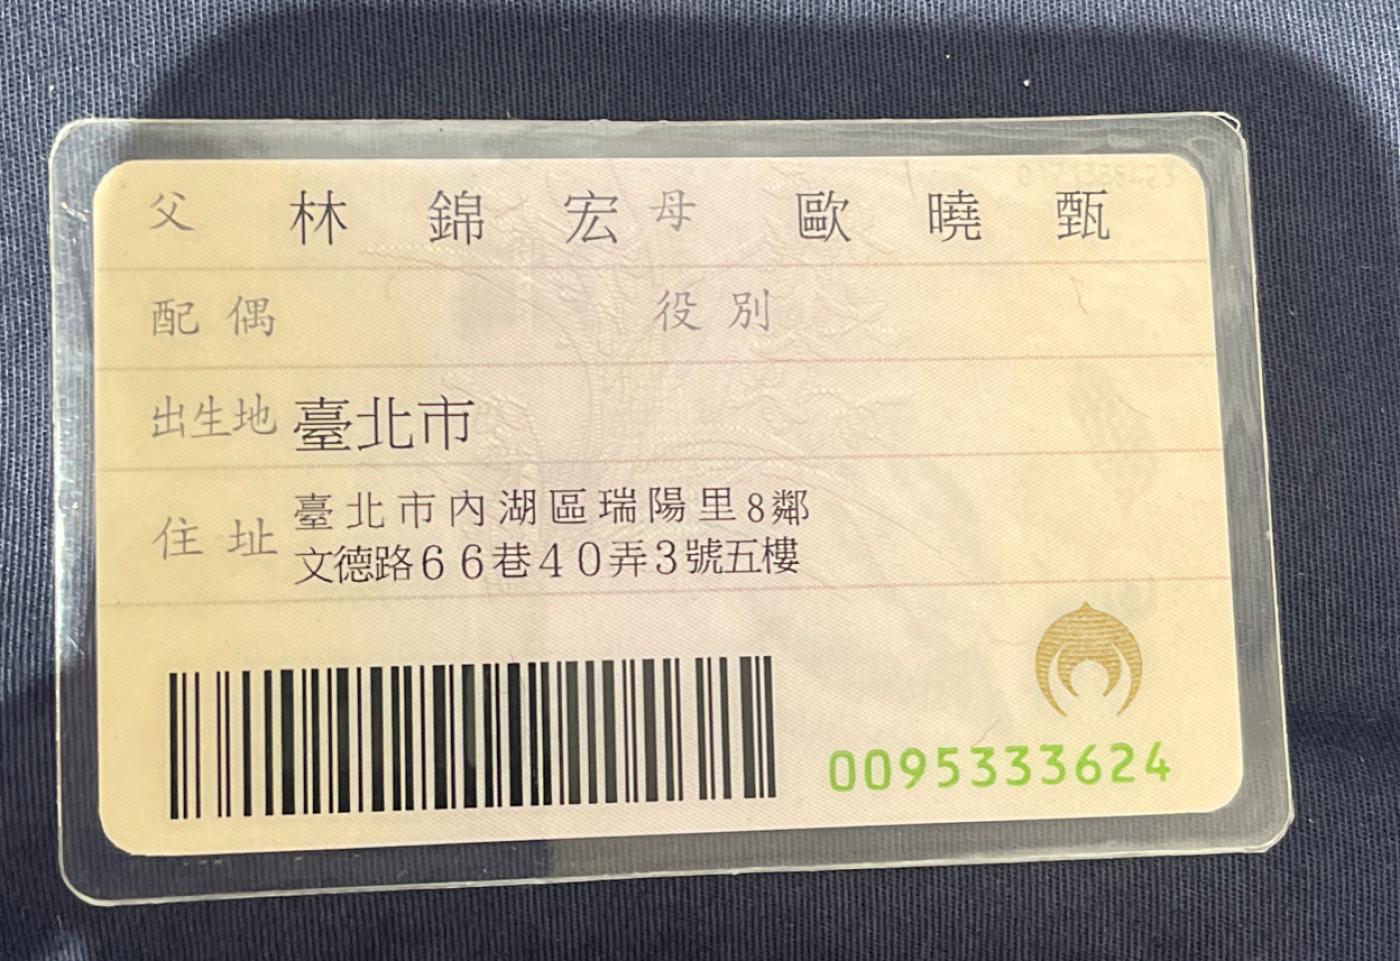 父 林錦宏 母 歐曉甄
配偶 役別
出生地 臺北市
住址 臺北市內湖區瑞陽里8鄰
文德路66巷40弄3號五樓
0095333624